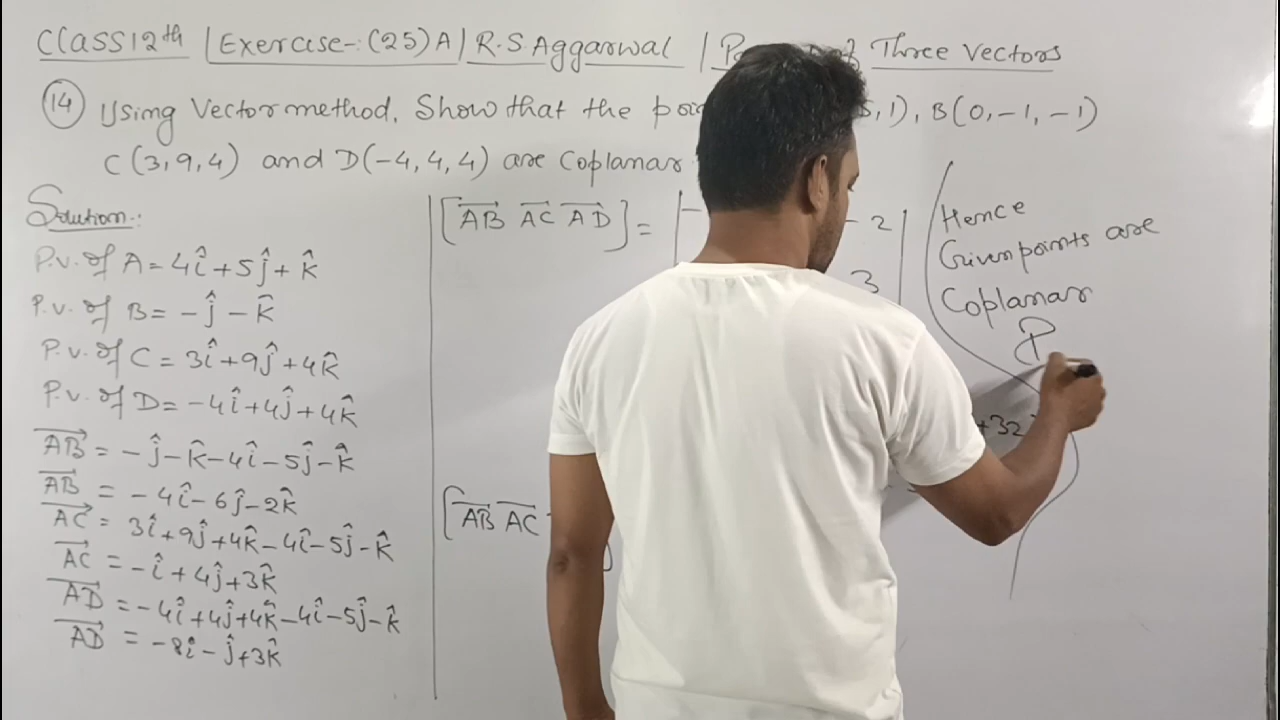 Class 12th | Exercise-:(25)A | R.S. Aggarwal | Three Vectors
(14) Using Vector method, Show that the , 1), B(0, -1, -1)
C(3, 9, 4) and D(-4, 4, 4) are Coplanar
Solution:-
P.v. of A = 4î + 5ĵ + k̂
P.v. of B = -ĵ - k̂
P.v. of C = 3î + 9ĵ + 4k̂
P.v. of D = -4î + 4ĵ + 4k̂
AB⃗ = -ĵ - k̂ - 4î - 5ĵ - k̂
AB⃗ = -4î - 6ĵ - 2k̂
AC⃗ = 3î + 9ĵ + 4k̂ - 4î - 5ĵ - k̂
AC⃗ = -î + 4ĵ + 3k̂
AD⃗ = -4î + 4ĵ + 4k̂ - 4î - 5ĵ - k̂
AD⃗ = -8î - ĵ + 3k̂
[AB⃗ AC⃗ AD⃗] = | - - 2 |
3
+32
[AB⃗ AC⃗
Hence
Given points are
Coplanar
P